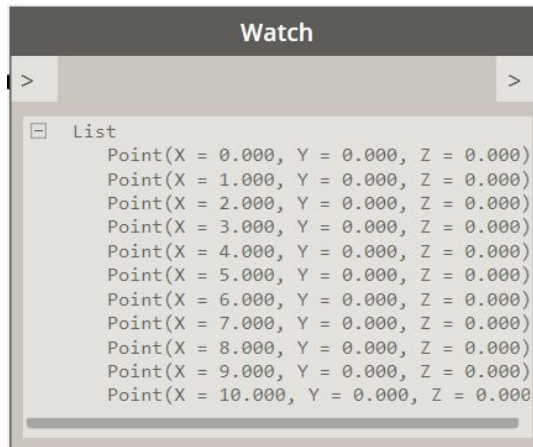 Watch
> >
List
Point(X = 0.000, Y = 0.000, Z = 0.000)
Point(X = 1.000, Y = 0.000, Z = 0.000)
Point(X = 2.000, Y = 0.000, Z = 0.000)
Point(X = 3.000, Y = 0.000, Z = 0.000)
Point(X = 4.000, Y = 0.000, Z = 0.000)
Point(X = 5.000, Y = 0.000, Z = 0.000)
Point(X = 6.000, Y = 0.000, Z = 0.000)
Point(X = 7.000, Y = 0.000, Z = 0.000)
Point(X = 8.000, Y = 0.000, Z = 0.000)
Point(X = 9.000, Y = 0.000, Z = 0.000)
Point(X = 10.000, Y = 0.000, Z = 0.000